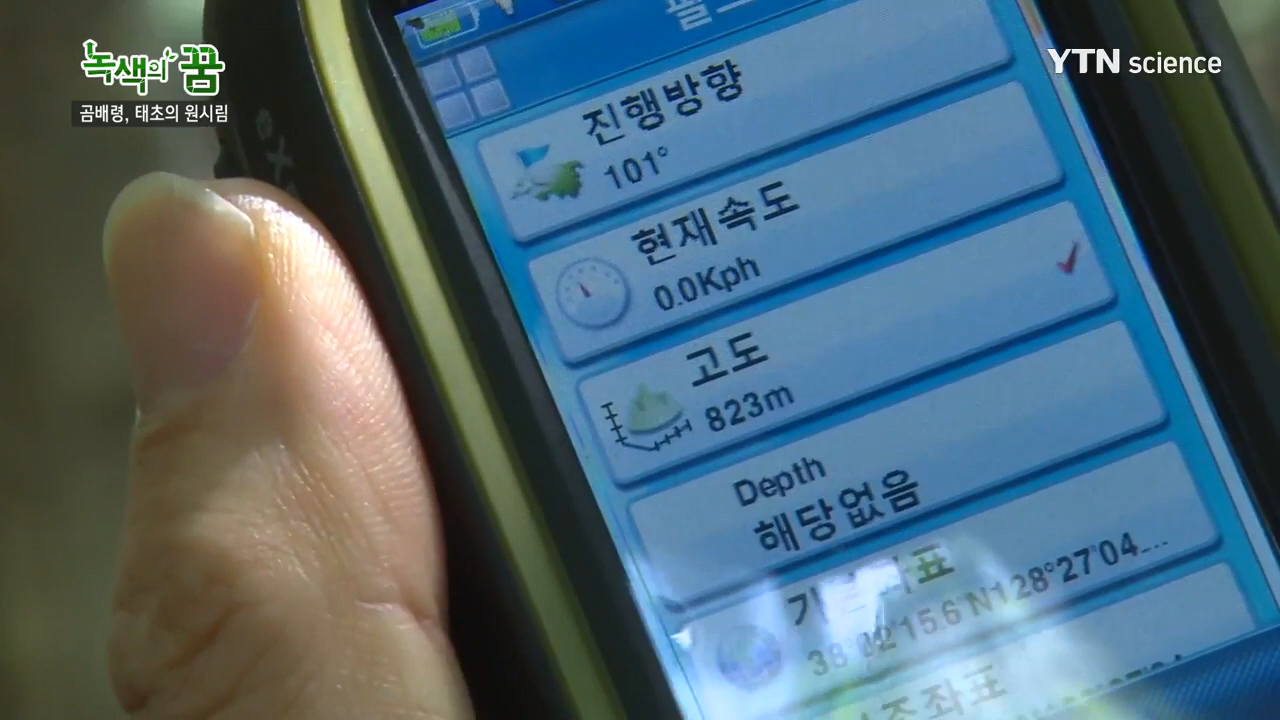 녹색의 꿈
곰배령, 태초의 원시림
YTN science
진행방향
101°
현재속도
0.0Kph
고도
823m
Depth
해당없음
15.6"N128°27'04...